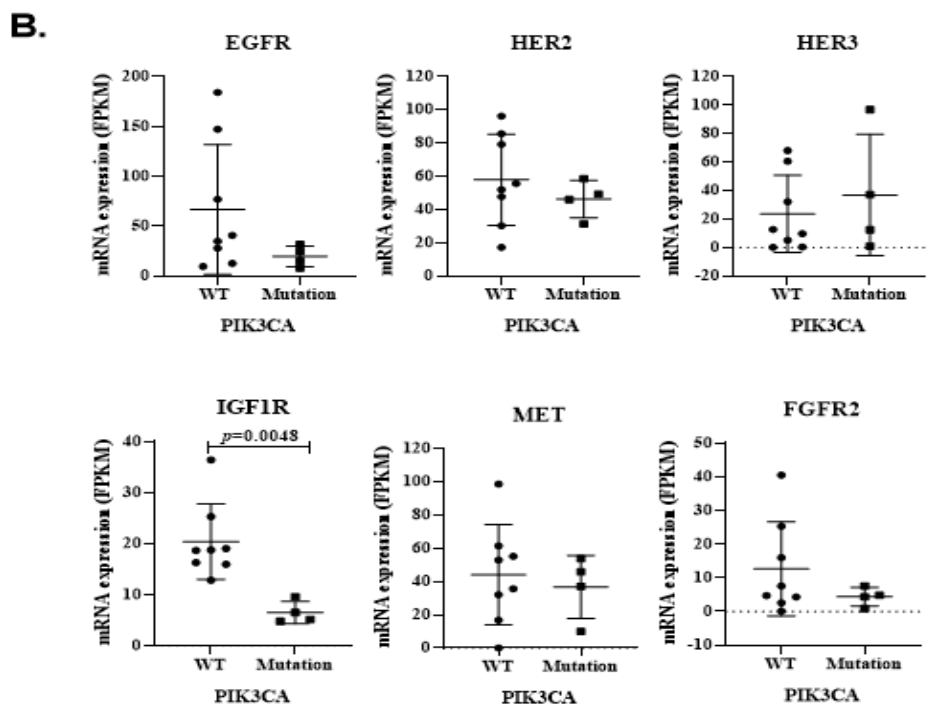 B.
EGFR
mRNA expression (FPKM)
200
150
100
50
0
WT Mutation
PIK3CA
HER2
mRNA expression (FPKM)
120
100
80
60
40
20
0
WT Mutation
PIK3CA
HER3
mRNA expression (FPKM)
120
100
80
60
40
20
0
-20
WT Mutation
PIK3CA
IGF1R
p=0.0048
mRNA expression (FPKM)
40
30
20
10
0
WT Mutation
PIK3CA
MET
mRNA expression (FPKM)
120
100
80
60
40
20
0
WT Mutation
PIK3CA
FGFR2
mRNA expression (FPKM)
50
40
30
20
10
0
-10
WT Mutation
PIK3CA